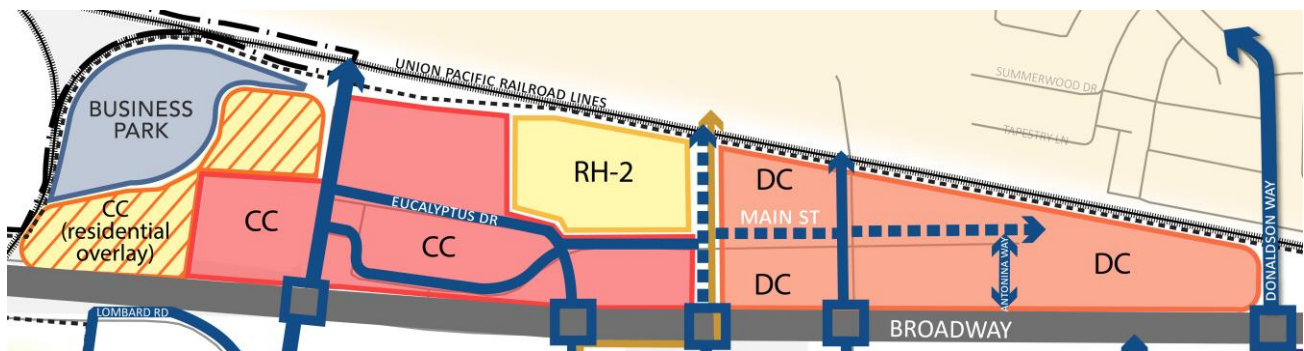 UNION PACIFIC RAILROAD LINES
SUMMERWOOD DR
TAPESTRY LN
BUSINESS
PARK
RH-2
DC
MAIN ST
EUCALYPTUS DR
CC
(residential
overlay)
CC
CC
DC
DC
ANTONINA WAY
DONALDSON WAY
LOMBARD RD
BROADWAY